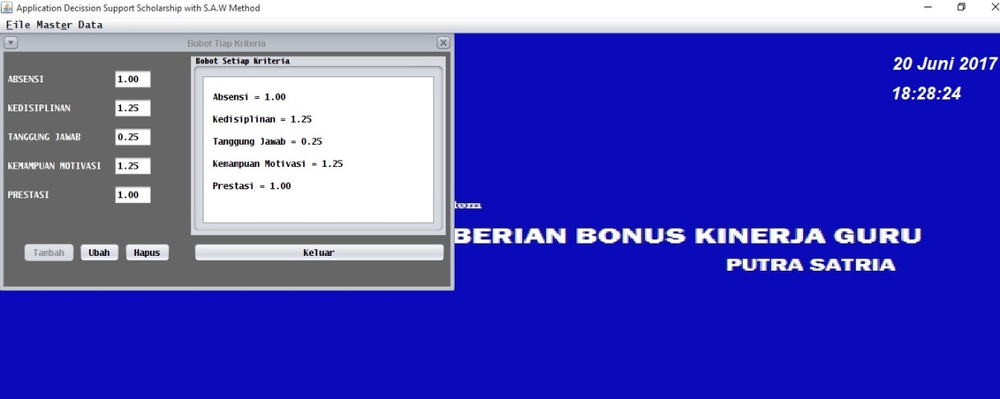 Application Decission Support Scholarship with S.A.W Method
File Master Data
Bobot Tiap Kriteria
20 Juni 2017
18:28:24
ABSENSI 1.00
KEDISIPLINAN 1.25
TANGGUNG JAWAB 0.25
KEMAMPUAN MOTIVASI 1.25
PRESTASI 1.00
Bobot Setiap Kriteria
Absensi = 1.00
Kedisiplinan = 1.25
Tanggung Jawab = 0.25
Kemampuan Motivasi = 1.25
Prestasi = 1.00
Tambah Ubah Hapus Keluar
BERIAN BONUS KINERJA GURU
PUTRA SATRIA